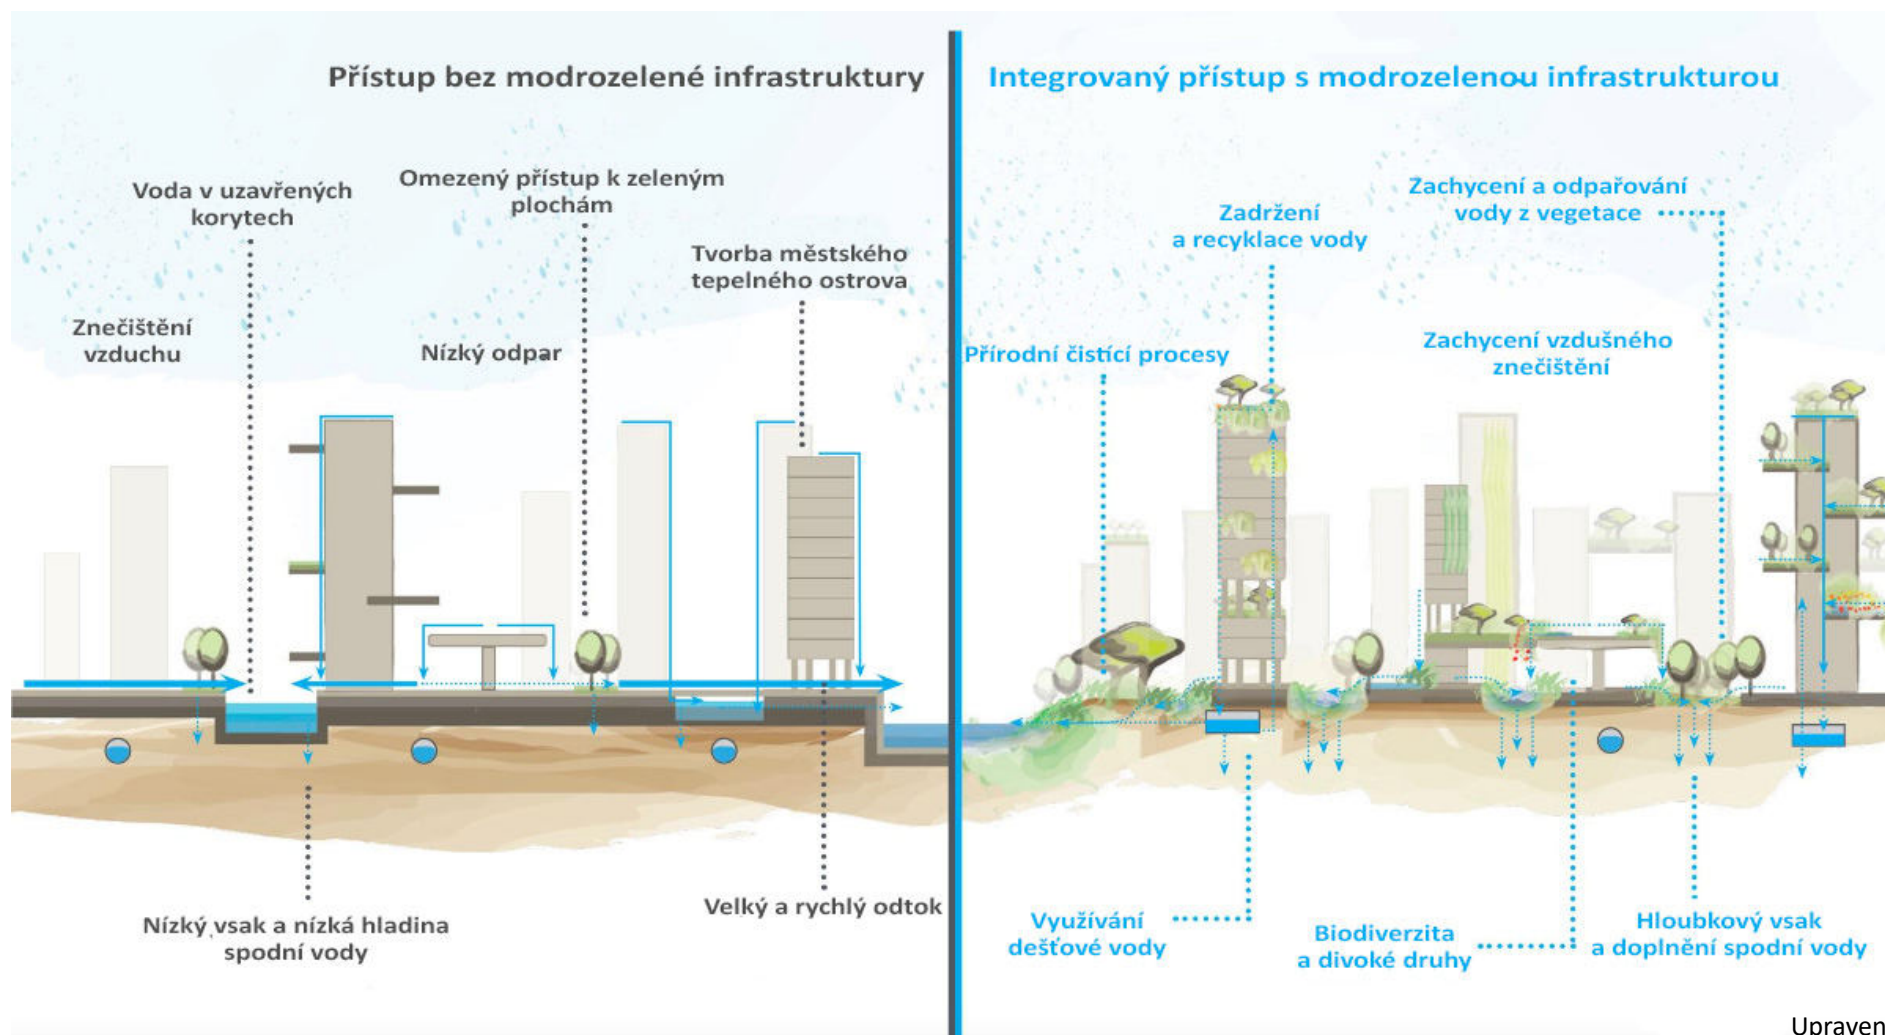 Přístup bez modrozelené infrastruktury
Voda v uzavřených
korytech
Omezený přístup k zeleným
plochám
Tvorba městského
tepelného ostrova
Znečištění
vzduchu
Nízký odpar
Nízký vsak a nízká hladina
spodní vody
Velký a rychlý odtok
Integrovaný přístup s modrozelenou infrastrukturou
Zachycení a odpařování
vody z vegetace
Zadržení
a recyklace vody
Přírodní čistící procesy
Zachycení vzdušného
znečištění
Využívání
dešťové vody
Biodiverzita
a divoké druhy
Hloubkový vsak
a doplnění spodní vody
Upraven